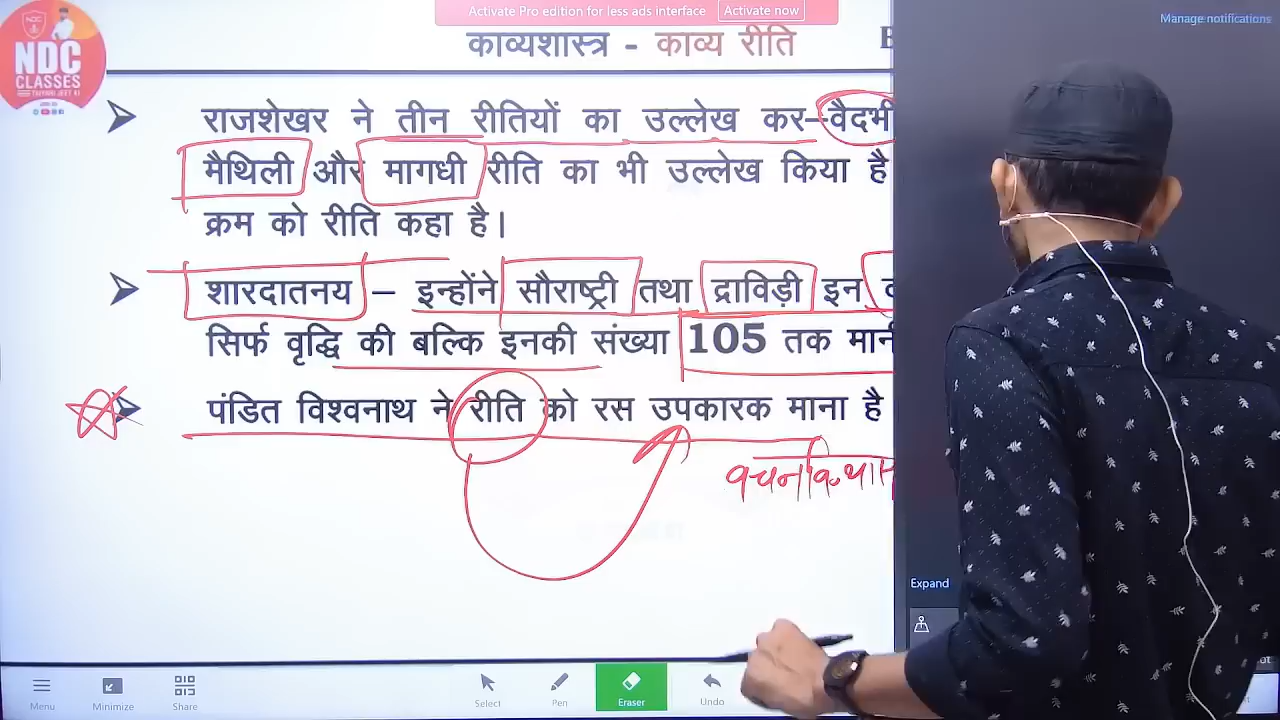 Activate Pro edition for less ads interface Activate now
Manage notifications
NDC
CLASSES
काव्यशास्त्र - काव्य रीति
राजशेखर ने तीन रीतियों का उल्लेख कर–वैदर्भी
मैथिली और मागधी रीति का भी उल्लेख किया है
क्रम को रीति कहा है।
शारदातनय – इन्होंने सौराष्ट्री तथा द्राविड़ी इन
सिर्फ वृद्धि की बल्कि इनकी संख्या 105 तक
पंडित विश्वनाथ ने रीति को रस उपकारक माना है
Expand
Menu Minimize Share Select Pen Eraser Undo